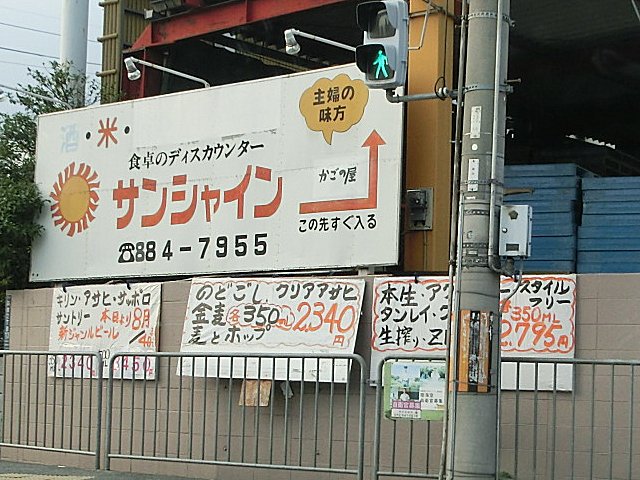 酒・米・
主婦の
味方
食卓のディスカウンター
サンシャイン
かごの屋
この先すぐ入る
☎884-7955
キリン・アサヒ・サッポロ
サントリー 本日より8月
新ジャンルビール
のどごし クリアアサヒ
金麦 各350ml 2,340円
麦とホップ
本生・アク
タンレイ・
生搾り・
スタイル
フリー
各350ML
2,795円